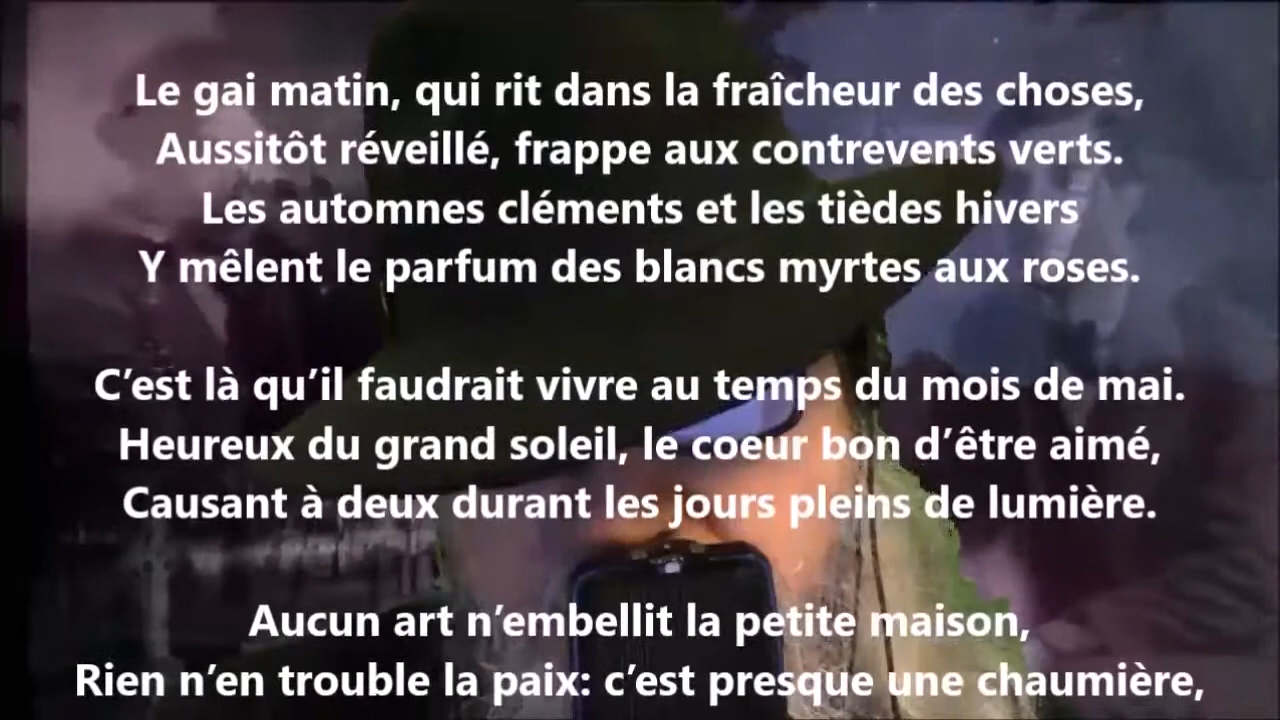 Le gai matin, qui rit dans la fraîcheur des choses,
Aussitôt réveillé, frappe aux contrevents verts.
Les automnes cléments et les tièdes hivers
Y mêlent le parfum des blancs myrtes aux roses.
C’est là qu’il faudrait vivre au temps du mois de mai.
Heureux du grand soleil, le coeur bon d’être aimé,
Causant à deux durant les jours pleins de lumière.
Aucun art n’embellit la petite maison,
Rien n’en trouble la paix: c’est presque une chaumière,